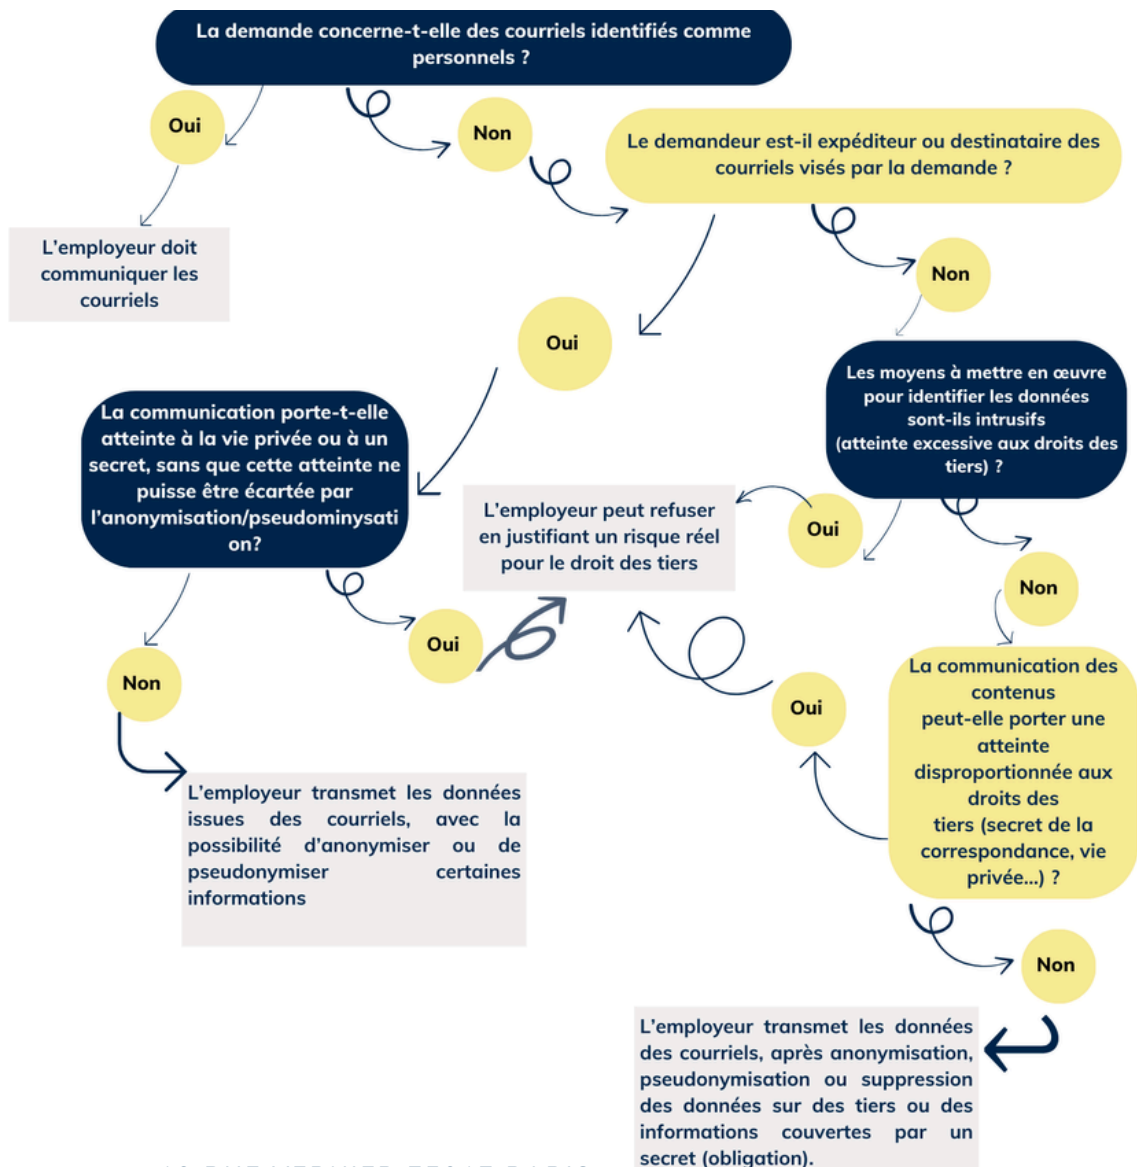 La demande concerne-t-elle des courriels identifiés comme
personnels ?
Oui
Non
Le demandeur est-il expéditeur ou destinataire des
courriels visés par la demande ?
L'employeur doit
communiquer les
courriels
Non
Oui
Les moyens à mettre en œuvre
pour identifier les données
sont-ils intrusifs
(atteinte excessive aux droits des
tiers) ?
La communication porte-t-elle
atteinte à la vie privée ou à un
secret, sans que cette atteinte ne
puisse être écartée par
l'anonymisation/pseudominysati
on?
L'employeur peut refuser
en justifiant un risque réel
pour le droit des tiers
Oui
Non
Oui
Non
La communication des
contenus
peut-elle porter une
atteinte
disproportionnée aux
droits des
tiers (secret de la
correspondance, vie
privée...) ?
Oui
L'employeur transmet les données
issues des courriels, avec la
possibilité d'anonymiser ou de
pseudonymiser certaines
informations
Non
L'employeur transmet les données
des courriels, après anonymisation,
pseudonymisation ou suppression
des données sur des tiers ou des
informations couvertes par un
secret (obligation).